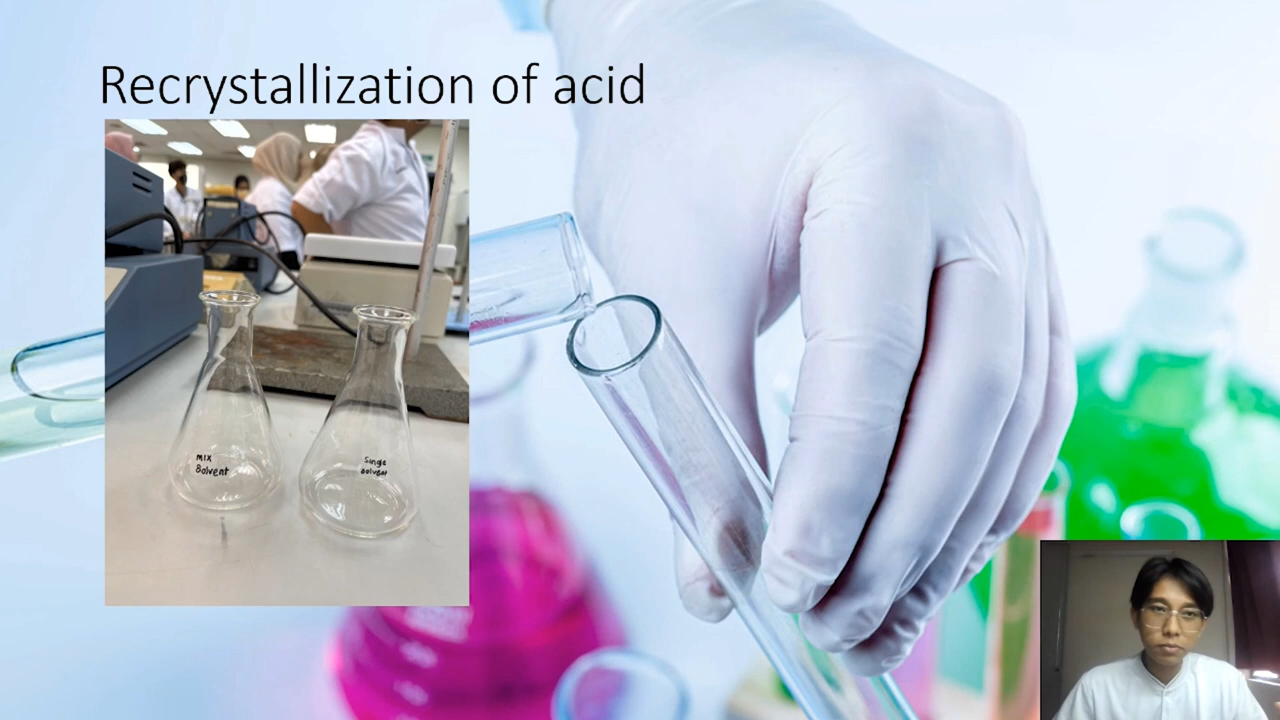 Recrystallization of acid
MIX
Solvent
Single
Solvent